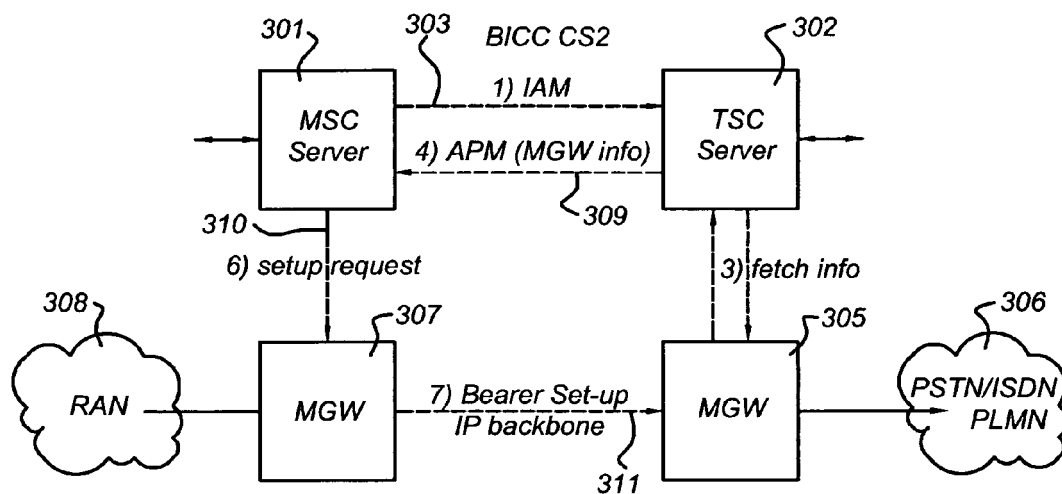 301
303
BICC CS2
302
1) IAM
MSC
Server
TSC
Server
4) APM (MGW info)
309
310
6) setup request
3) fetch info
308
307
305
306
RAN
MGW
7) Bearer Set-up
IP backbone
MGW
PSTN/ISDN
PLMN
311